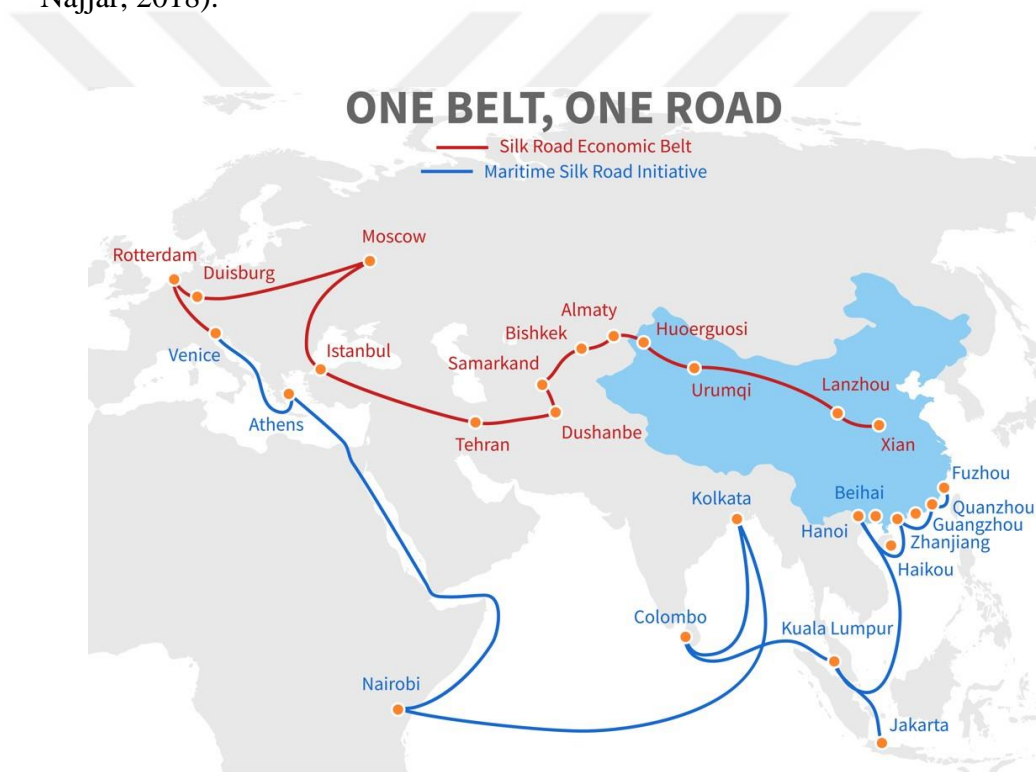 Najjar, 2018).
ONE BELT, ONE ROAD
Silk Road Economic Belt
Maritime Silk Road Initiative
Moscow
Rotterdam
Duisburg
Almaty
Bishkek
Huoerguosi
Venice
Istanbul
Samarkand
Urumqi
Lanzhou
Athens
Tehran
Dushanbe
Xian
Fuzhou
Kolkata
Beihai
Quanzhou
Hanoi
Guangzhou
Zhanjiang
Haikou
Colombo
Kuala Lumpur
Nairobi
Jakarta